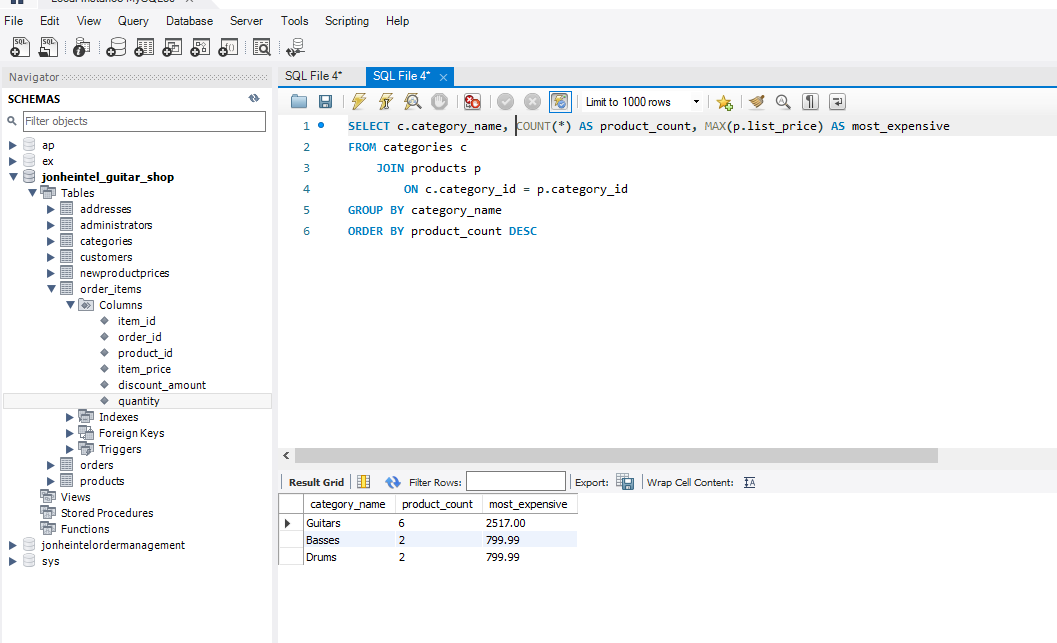 File Edit View Query Database Server Tools Scripting Help
Navigator
SCHEMAS
Filter objects
ap
ex
jonheintel_guitar_shop
Tables
addresses
administrators
categories
customers
newproductprices
order_items
Columns
item_id
order_id
product_id
item_price
discount_amount
quantity
Indexes
Foreign Keys
Triggers
orders
products
Views
Stored Procedures
Functions
jonheintelordermanagement
sys
SQL File 4* SQL File 4*
Limit to 1000 rows
1 SELECT c.category_name, COUNT(*) AS product_count, MAX(p.list_price) AS most_expensive
2 FROM categories c
3 JOIN products p
4 ON c.category_id = p.category_id
5 GROUP BY category_name
6 ORDER BY product_count DESC
Result Grid Filter Rows: Export: Wrap Cell Content:
category_name product_count most_expensive
Guitars 6 2517.00
Basses 2 799.99
Drums 2 799.99